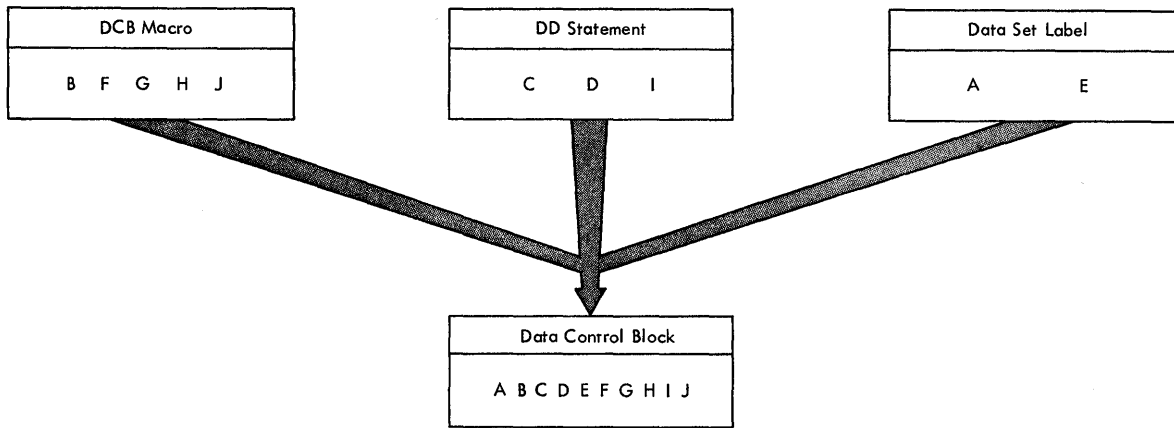 DCB Macro
B F G H J
DD Statement
C D I
Data Set Label
A E
Data Control Block
A B C D E F G H I J